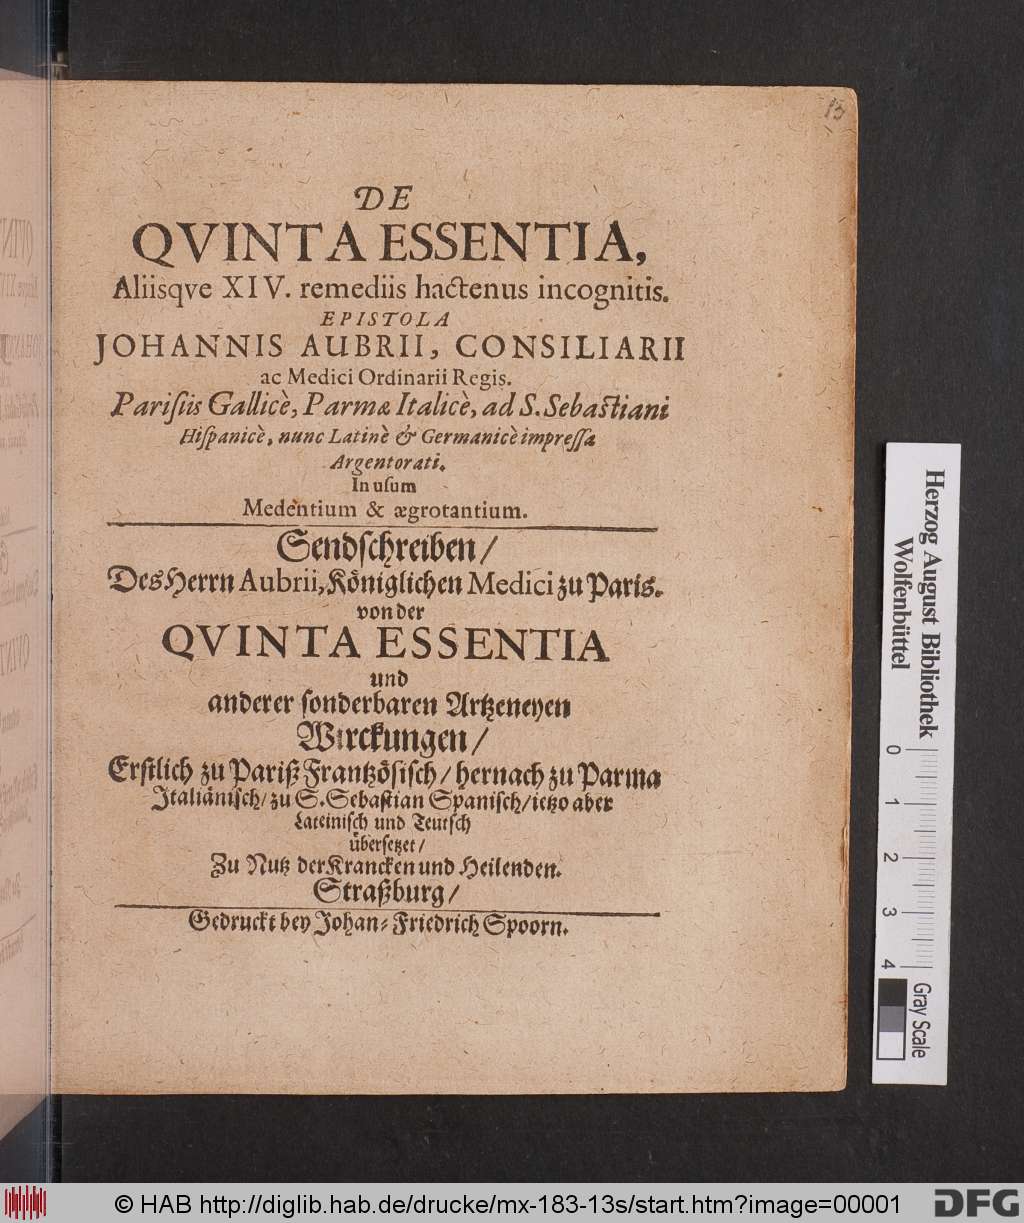 13
DE
QVINTA ESSENTIA,
Aliisqve XIV. remediis hactenus incognitis.
EPISTOLA
JOHANNIS AUBRII, CONSILIARII
ac Medici Ordinarii Regis.
Pariſiis Gallicè, Parmæ Italicè, ad S. Sebastiani
Hiſpanicè, nunc Latinè & Germanicè impreſſa
Argentorati.
In uſum
Medentium & ægrotantium.
Sendſchreiben/
Des Herrn Aubrii, Königlichen Medici zu Paris.
von der
QVINTA ESSENTIA
und
anderer ſonderbaren Artzeneyen
Wirckungen/
Erſtlich zu Pariß Frantzöſiſch/ hernach zu Parma
Italiäniſch/ zu S. Sebaſtian Spaniſch/ ietzo aber
Lateiniſch und Teutſch
überſetzet/
Zu Nutz der Krancken und Heilenden.
Straßburg/
Gedruckt bey Johan-Friedrich Spoorn.
Herzog August Bibliothek
Wolfenbüttel
0
1
2
3
4
Gray Scale
© HAB http://diglib.hab.de/drucke/mx-183-13s/start.htm?image=00001
DFG